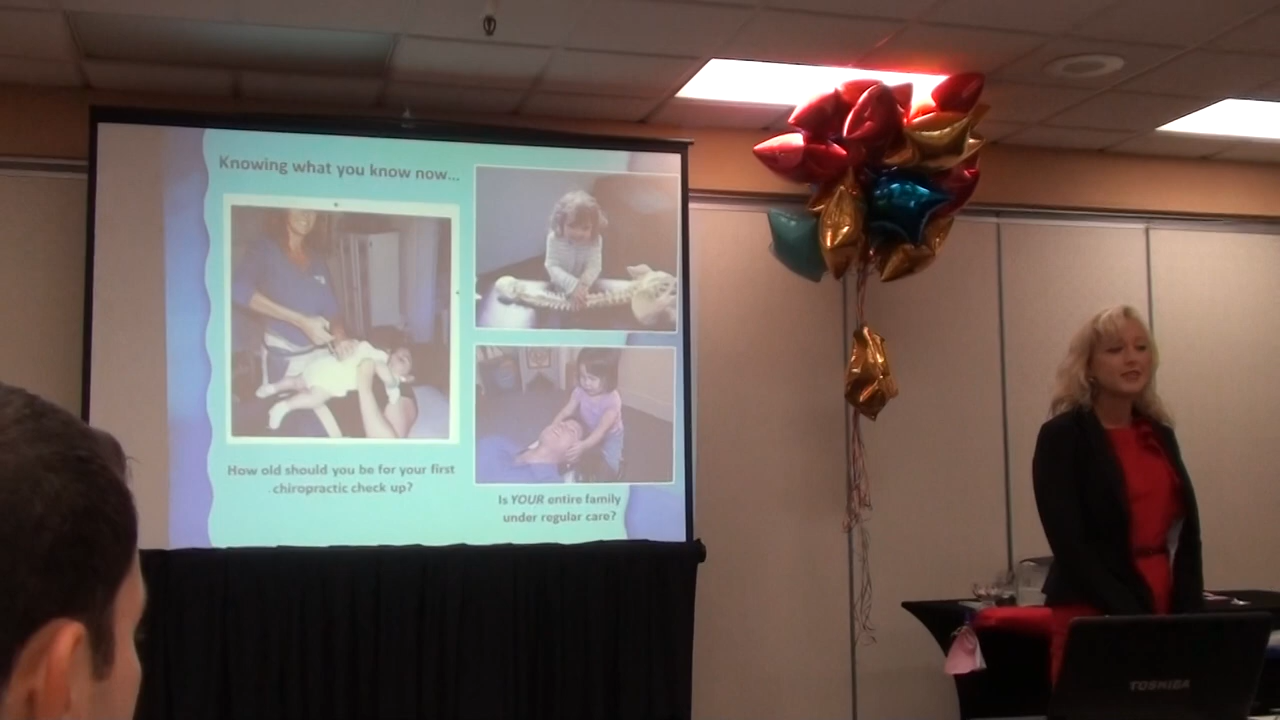 Knowing what you know now...
How old should you be for your first
chiropractic check up?
Is YOUR entire family
under regular care?
TOSHIBA